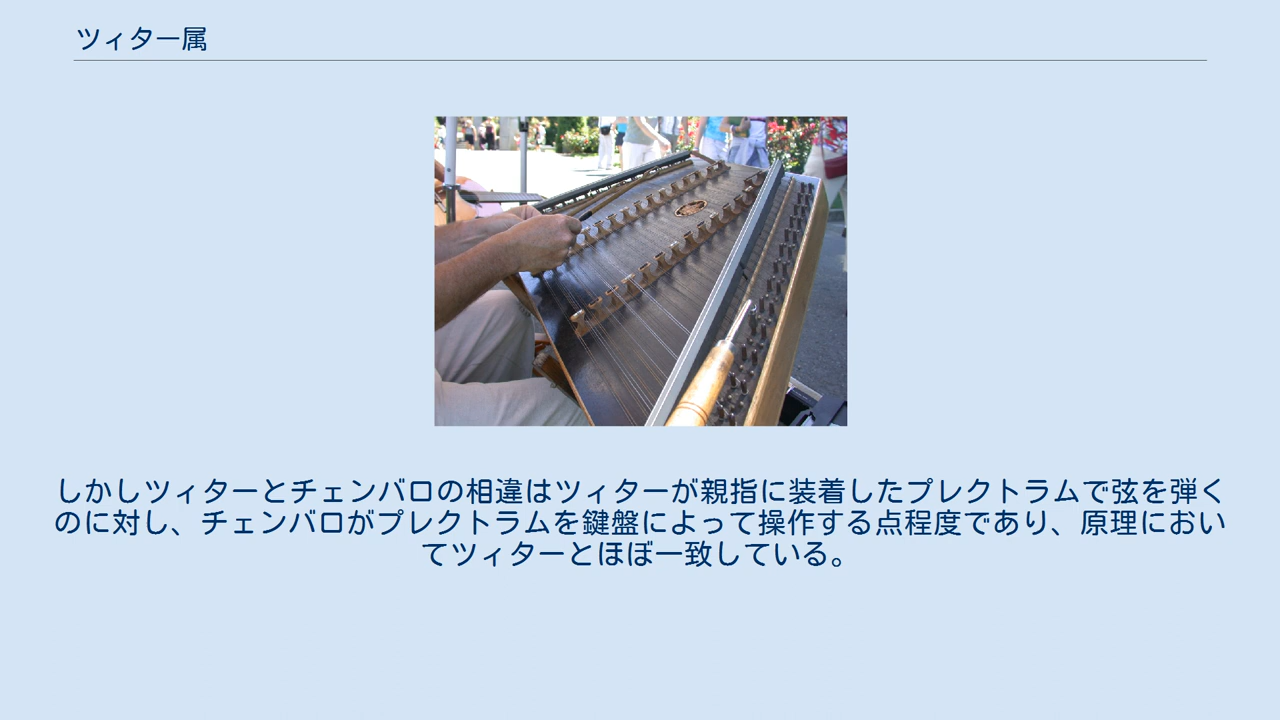 ツィター属
しかしツィターとチェンバロの相違はツィターが親指に装着したプレクトラムで弦を弾く
のに対し、チェンバロがプレクトラムを鍵盤によって操作する点程度であり、原理におい
てツィターとほぼ一致している。